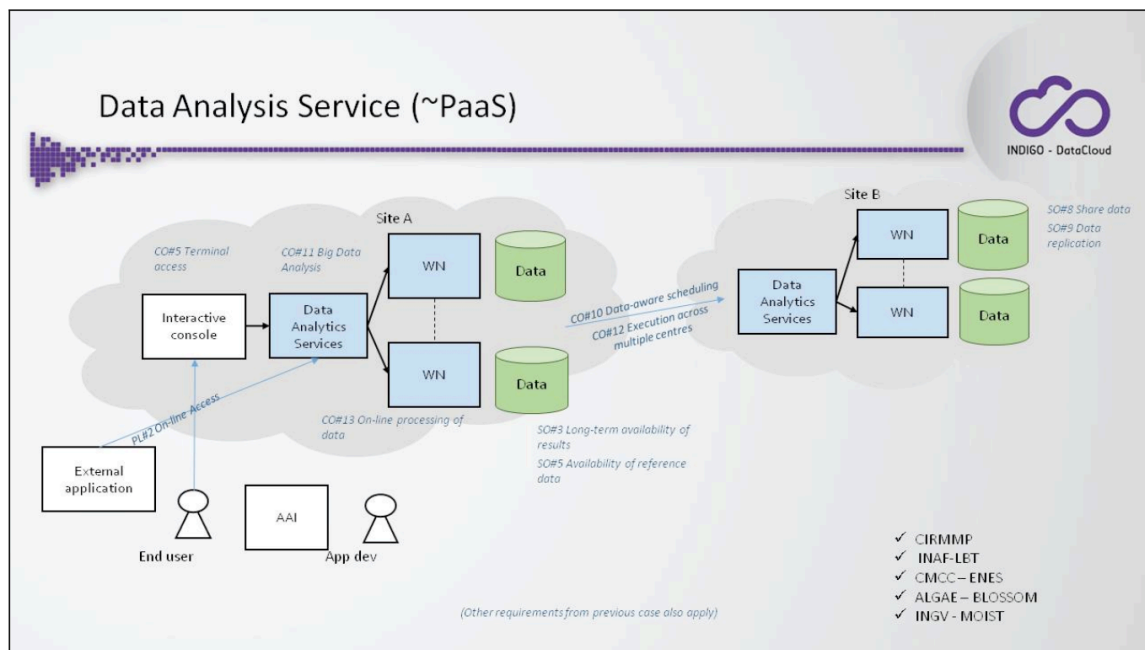 Data Analysis Service (~PaaS)
INDIGO - DataCloud
Site A
Site B
CO#5 Terminal
access
CO#11 Big Data
Analysis
WN
Data
Interactive
console
Data
Analytics
Services
WN
Data
CO#13 On-line processing of
data
PL#2 On-line Access
CO#10 Data-aware scheduling
CO#12 Execution across
multiple centres
Data
Analytics
Services
WN
Data
WN
Data
SO#8 Share data
SO#9 Data
replication
SO#3 Long-term availability of
results
SO#5 Availability of reference
data
External
application
End user
AAI
App dev
(Other requirements from previous case also apply)
✓ CIRMMP
✓ INAF-LBT
✓ CMCC – ENES
✓ ALGAE – BLOSSOM
✓ INGV - MOIST